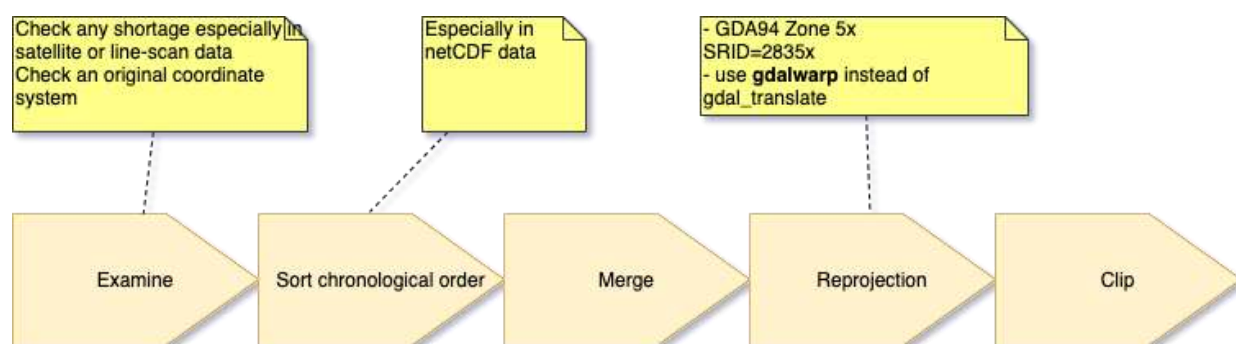 Check any shortage especially in
satellite or line-scan data
Check an original coordinate
system
Especially in
netCDF data
- GDA94 Zone 5x
SRID=2835x
- use gdalwarp instead of
gdal_translate
Examine
Sort chronological order
Merge
Reprojection
Clip